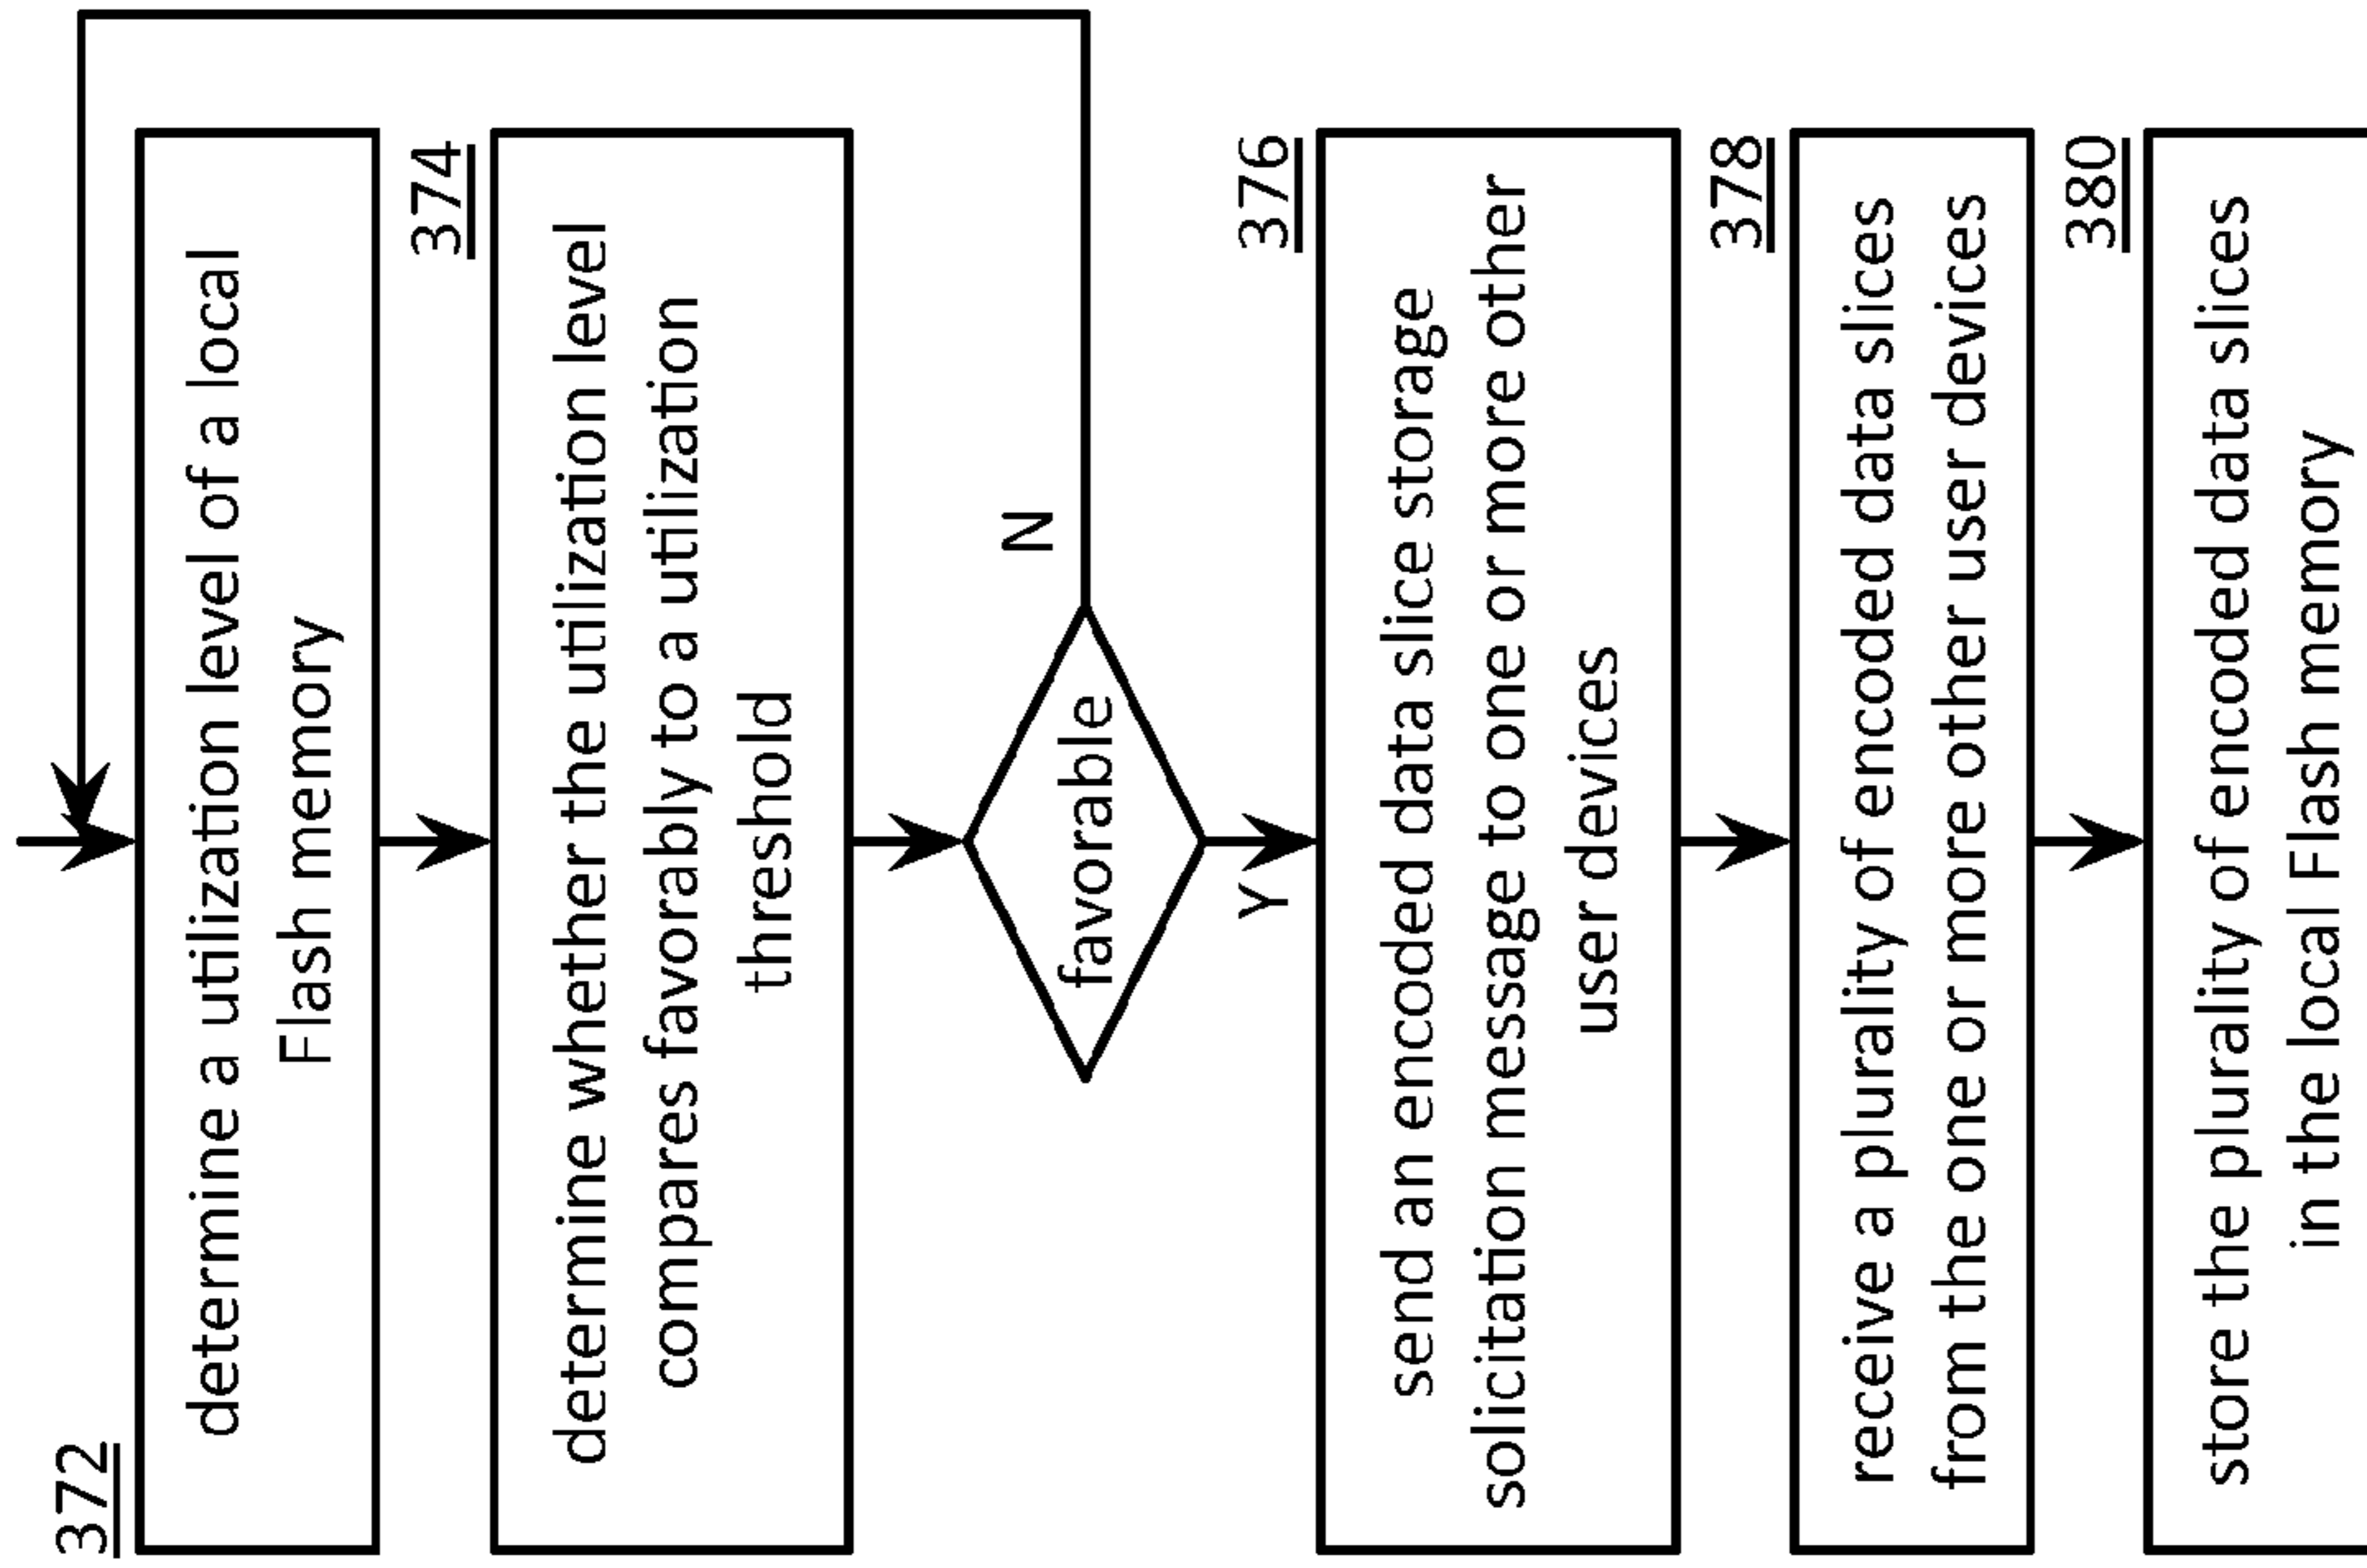 372
determine a utilization level of a local
Flash memory
374
determine whether the utilization level
compares favorably to a utilization
threshold
favorable
N
Y
376
send an encoded data slice storage
solicitation message to one or more other
user devices
378
receive a plurality of encoded data slices
from the one or more other user devices
380
store the plurality of encoded data slices
in the local Flash memory